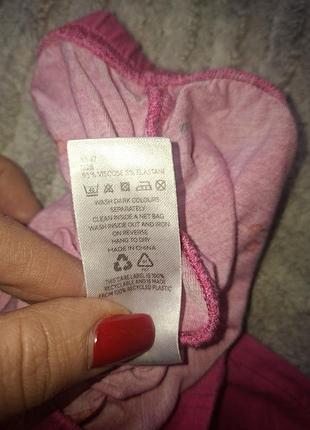 95% VISCOSE 5% ELASTANE
WASH DARK COLOURS
SEPARATELY
CLEAN INSIDE A NET BAG
WASH INSIDE OUT AND IRON
ON REVERSE
HANG TO DRY
MADE IN CHINA
THIS CARE LABEL IS 100%
RECYCLABLE AND IS MADE
FROM 100% RECYCLED PLASTIC